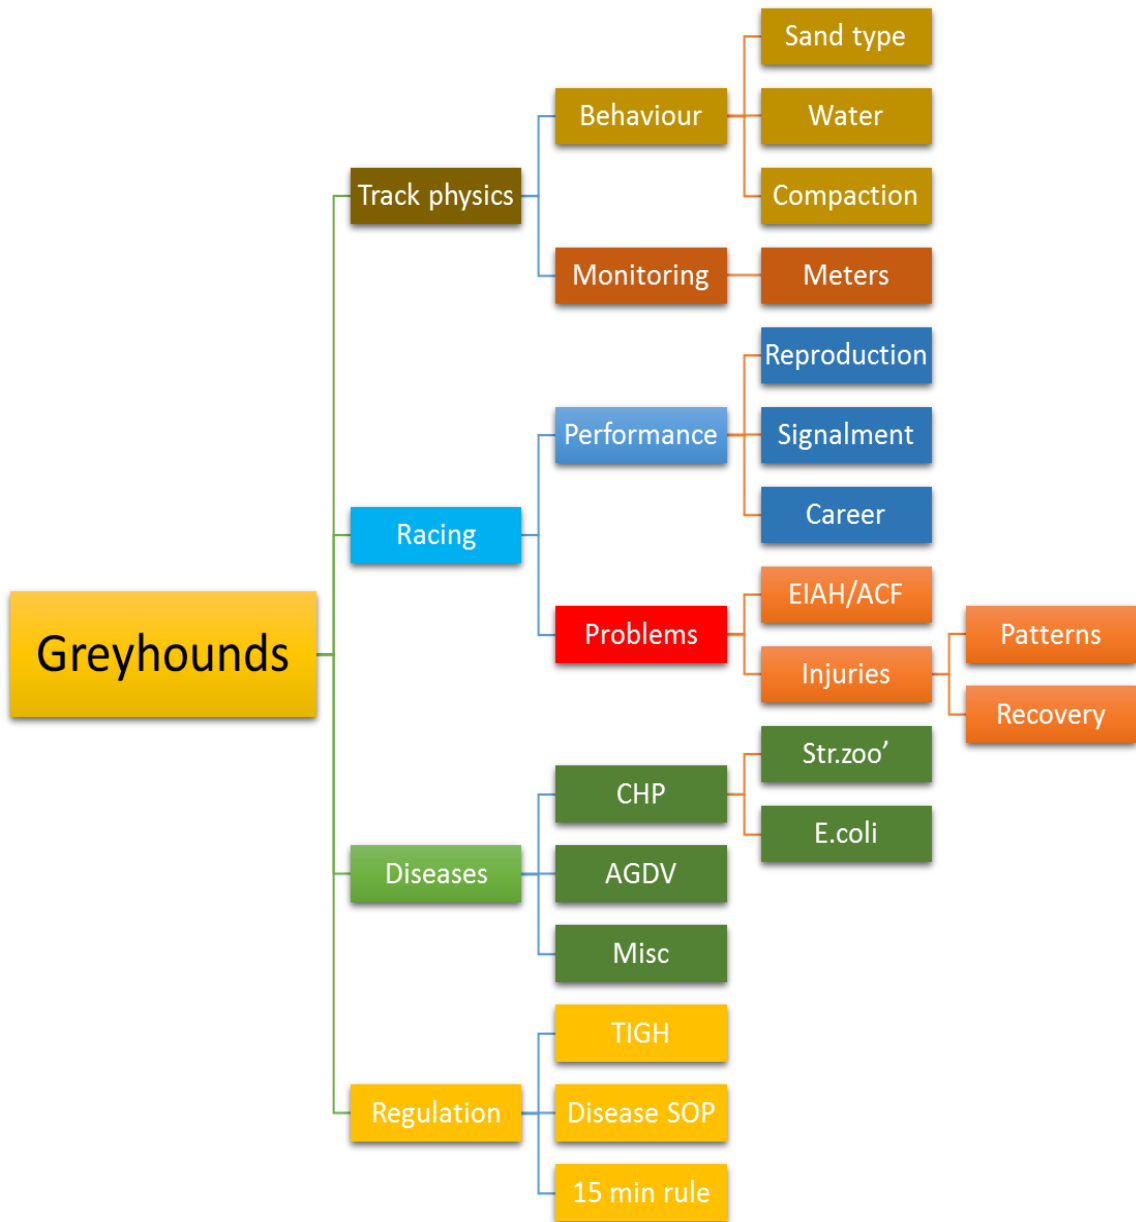 Greyhounds
Track physics
Behaviour
Sand type
Water
Compaction
Monitoring
Meters
Racing
Performance
Reproduction
Signalment
Career
Problems
EIAH/ACF
Injuries
Patterns
Recovery
Diseases
CHP
Str.zoo’
E.coli
AGDV
Misc
Regulation
TIGH
Disease SOP
15 min rule